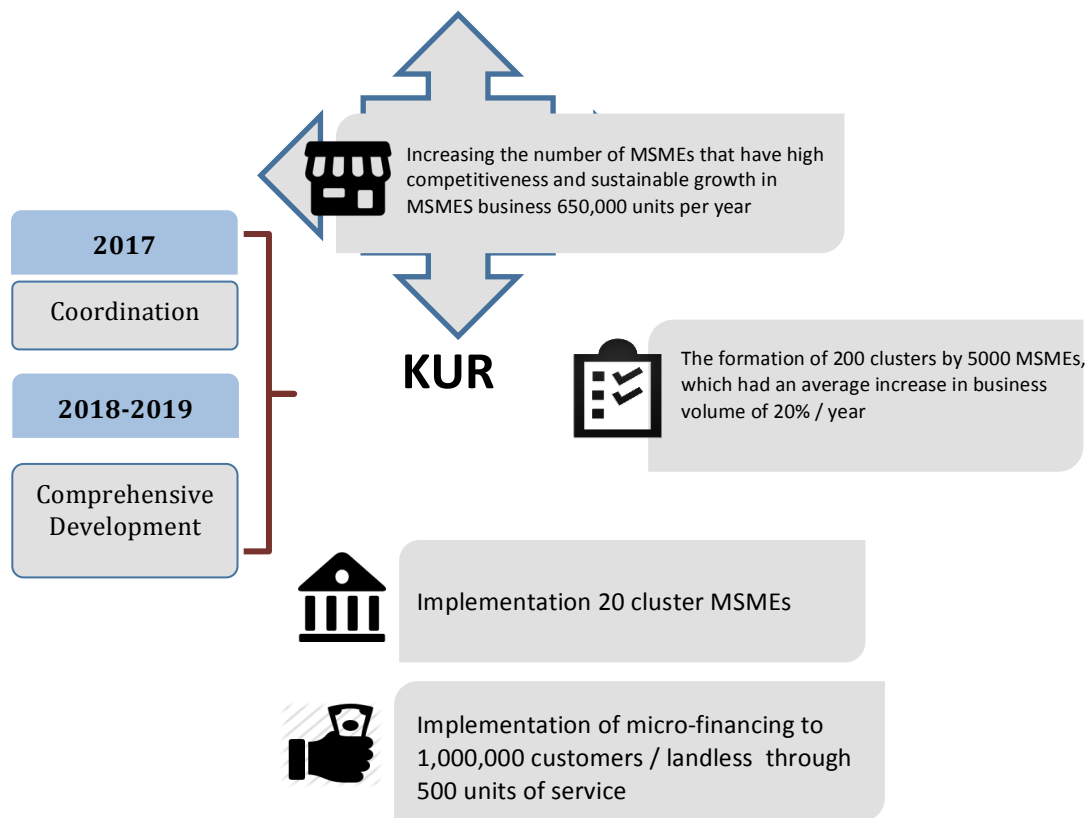 Increasing the number of MSMEs that have high
competitiveness and sustainable growth in
MSMES business 650,000 units per year
2017
Coordination
2018-2019
Comprehensive
Development
KUR
The formation of 200 clusters by 5000 MSMEs,
which had an average increase in business
volume of 20% / year
Implementation 20 cluster MSMEs
Implementation of micro-financing to
1,000,000 customers / landless through
500 units of service